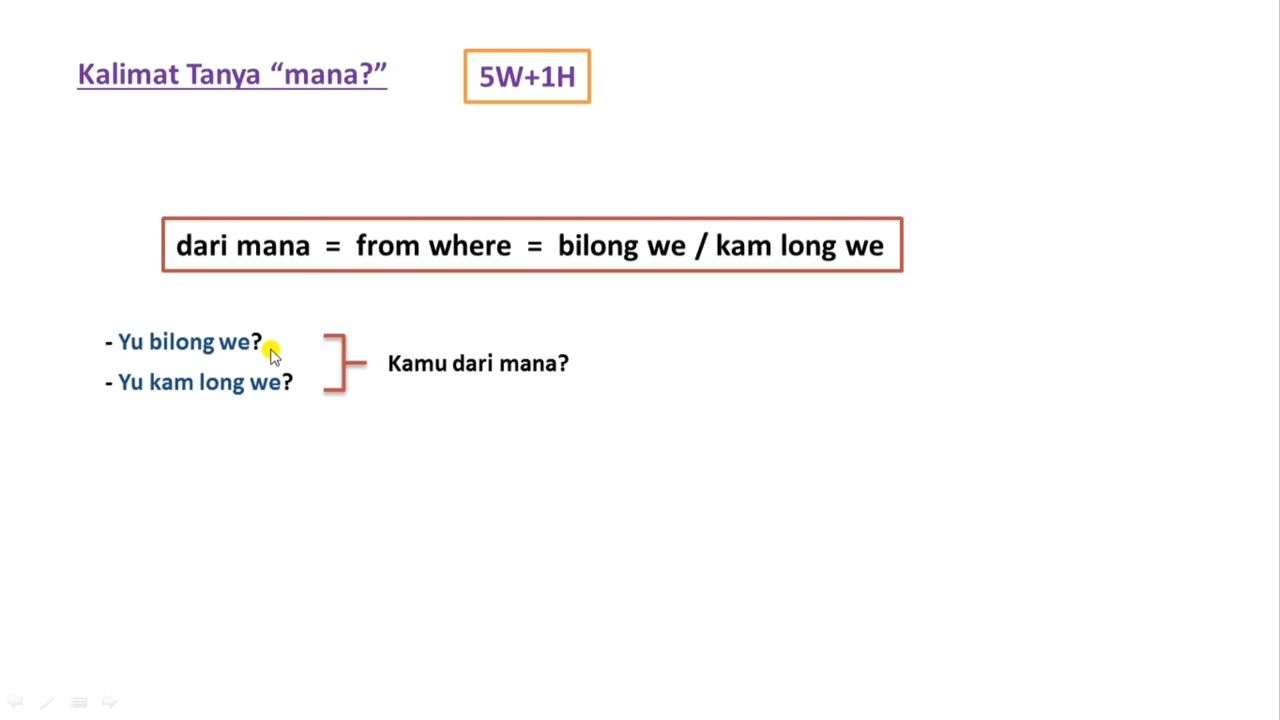 Kalimat Tanya “mana?”
5W+1H
dari mana = from where = bilong we / kam long we
- Yu bilong we?
- Yu kam long we?
Kamu dari mana?